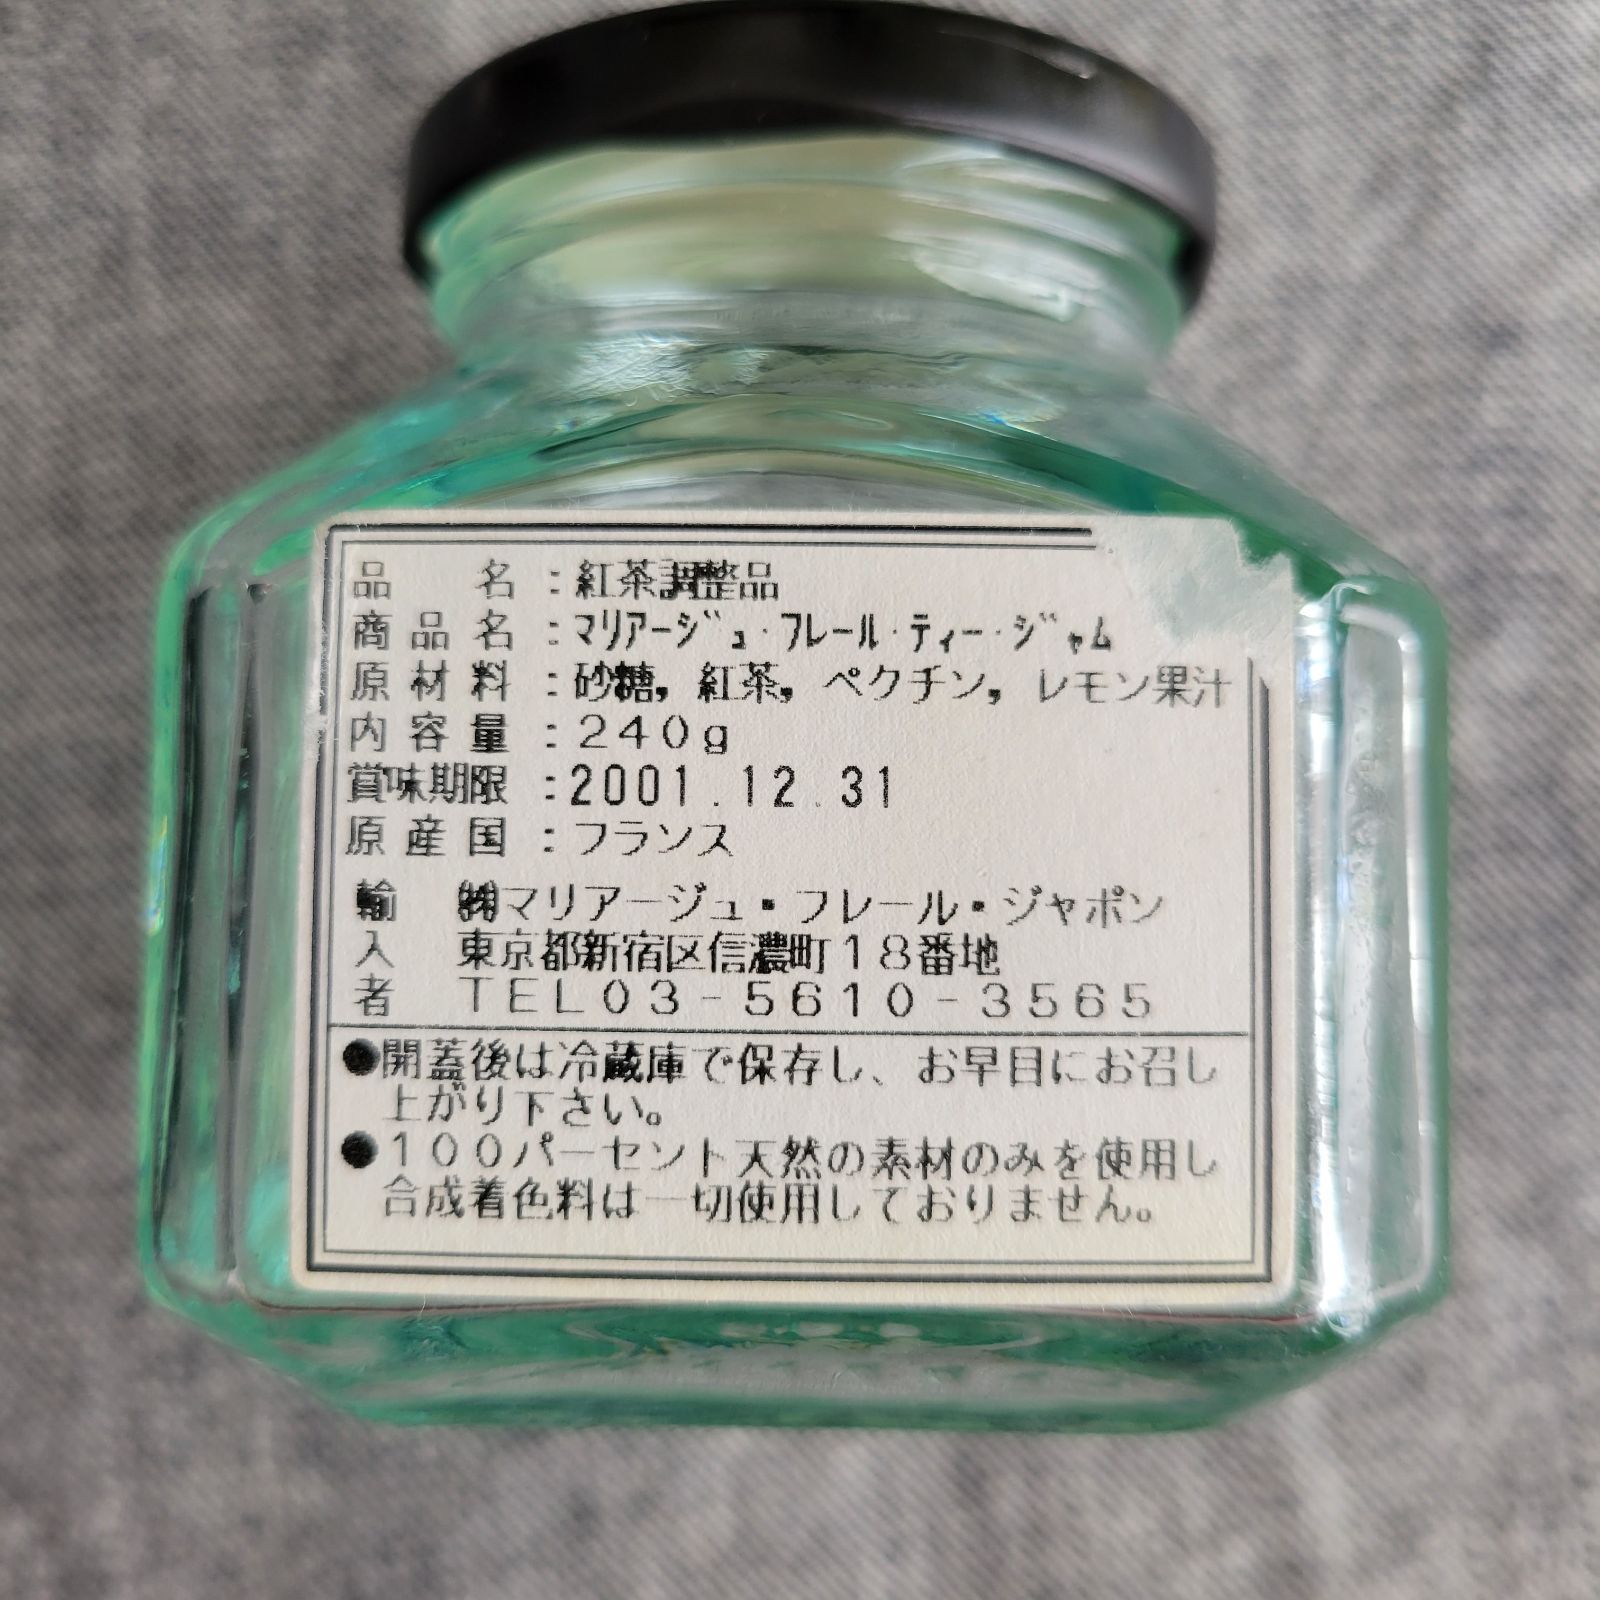 品名：紅茶調整品
商品名：ﾏﾘｱｰｼﾞｭ･ﾌﾚｰﾙ･ﾃｨｰ･ｼﾞｬﾑ
原材料：砂糖，紅茶，ペクチン，レモン果汁
内容量：２４０ｇ
賞味期限：2001.12.31
原産国：フランス
輸入者 ㈱マリアージュ・フレール・ジャポン
東京都新宿区信濃町１８番地
ＴＥＬ０３－５６１０－３５６５
●開蓋後は冷蔵庫で保存し、お早目にお召し
上がり下さい。
●１００パーセント天然の素材のみを使用し
合成着色料は一切使用しておりません。